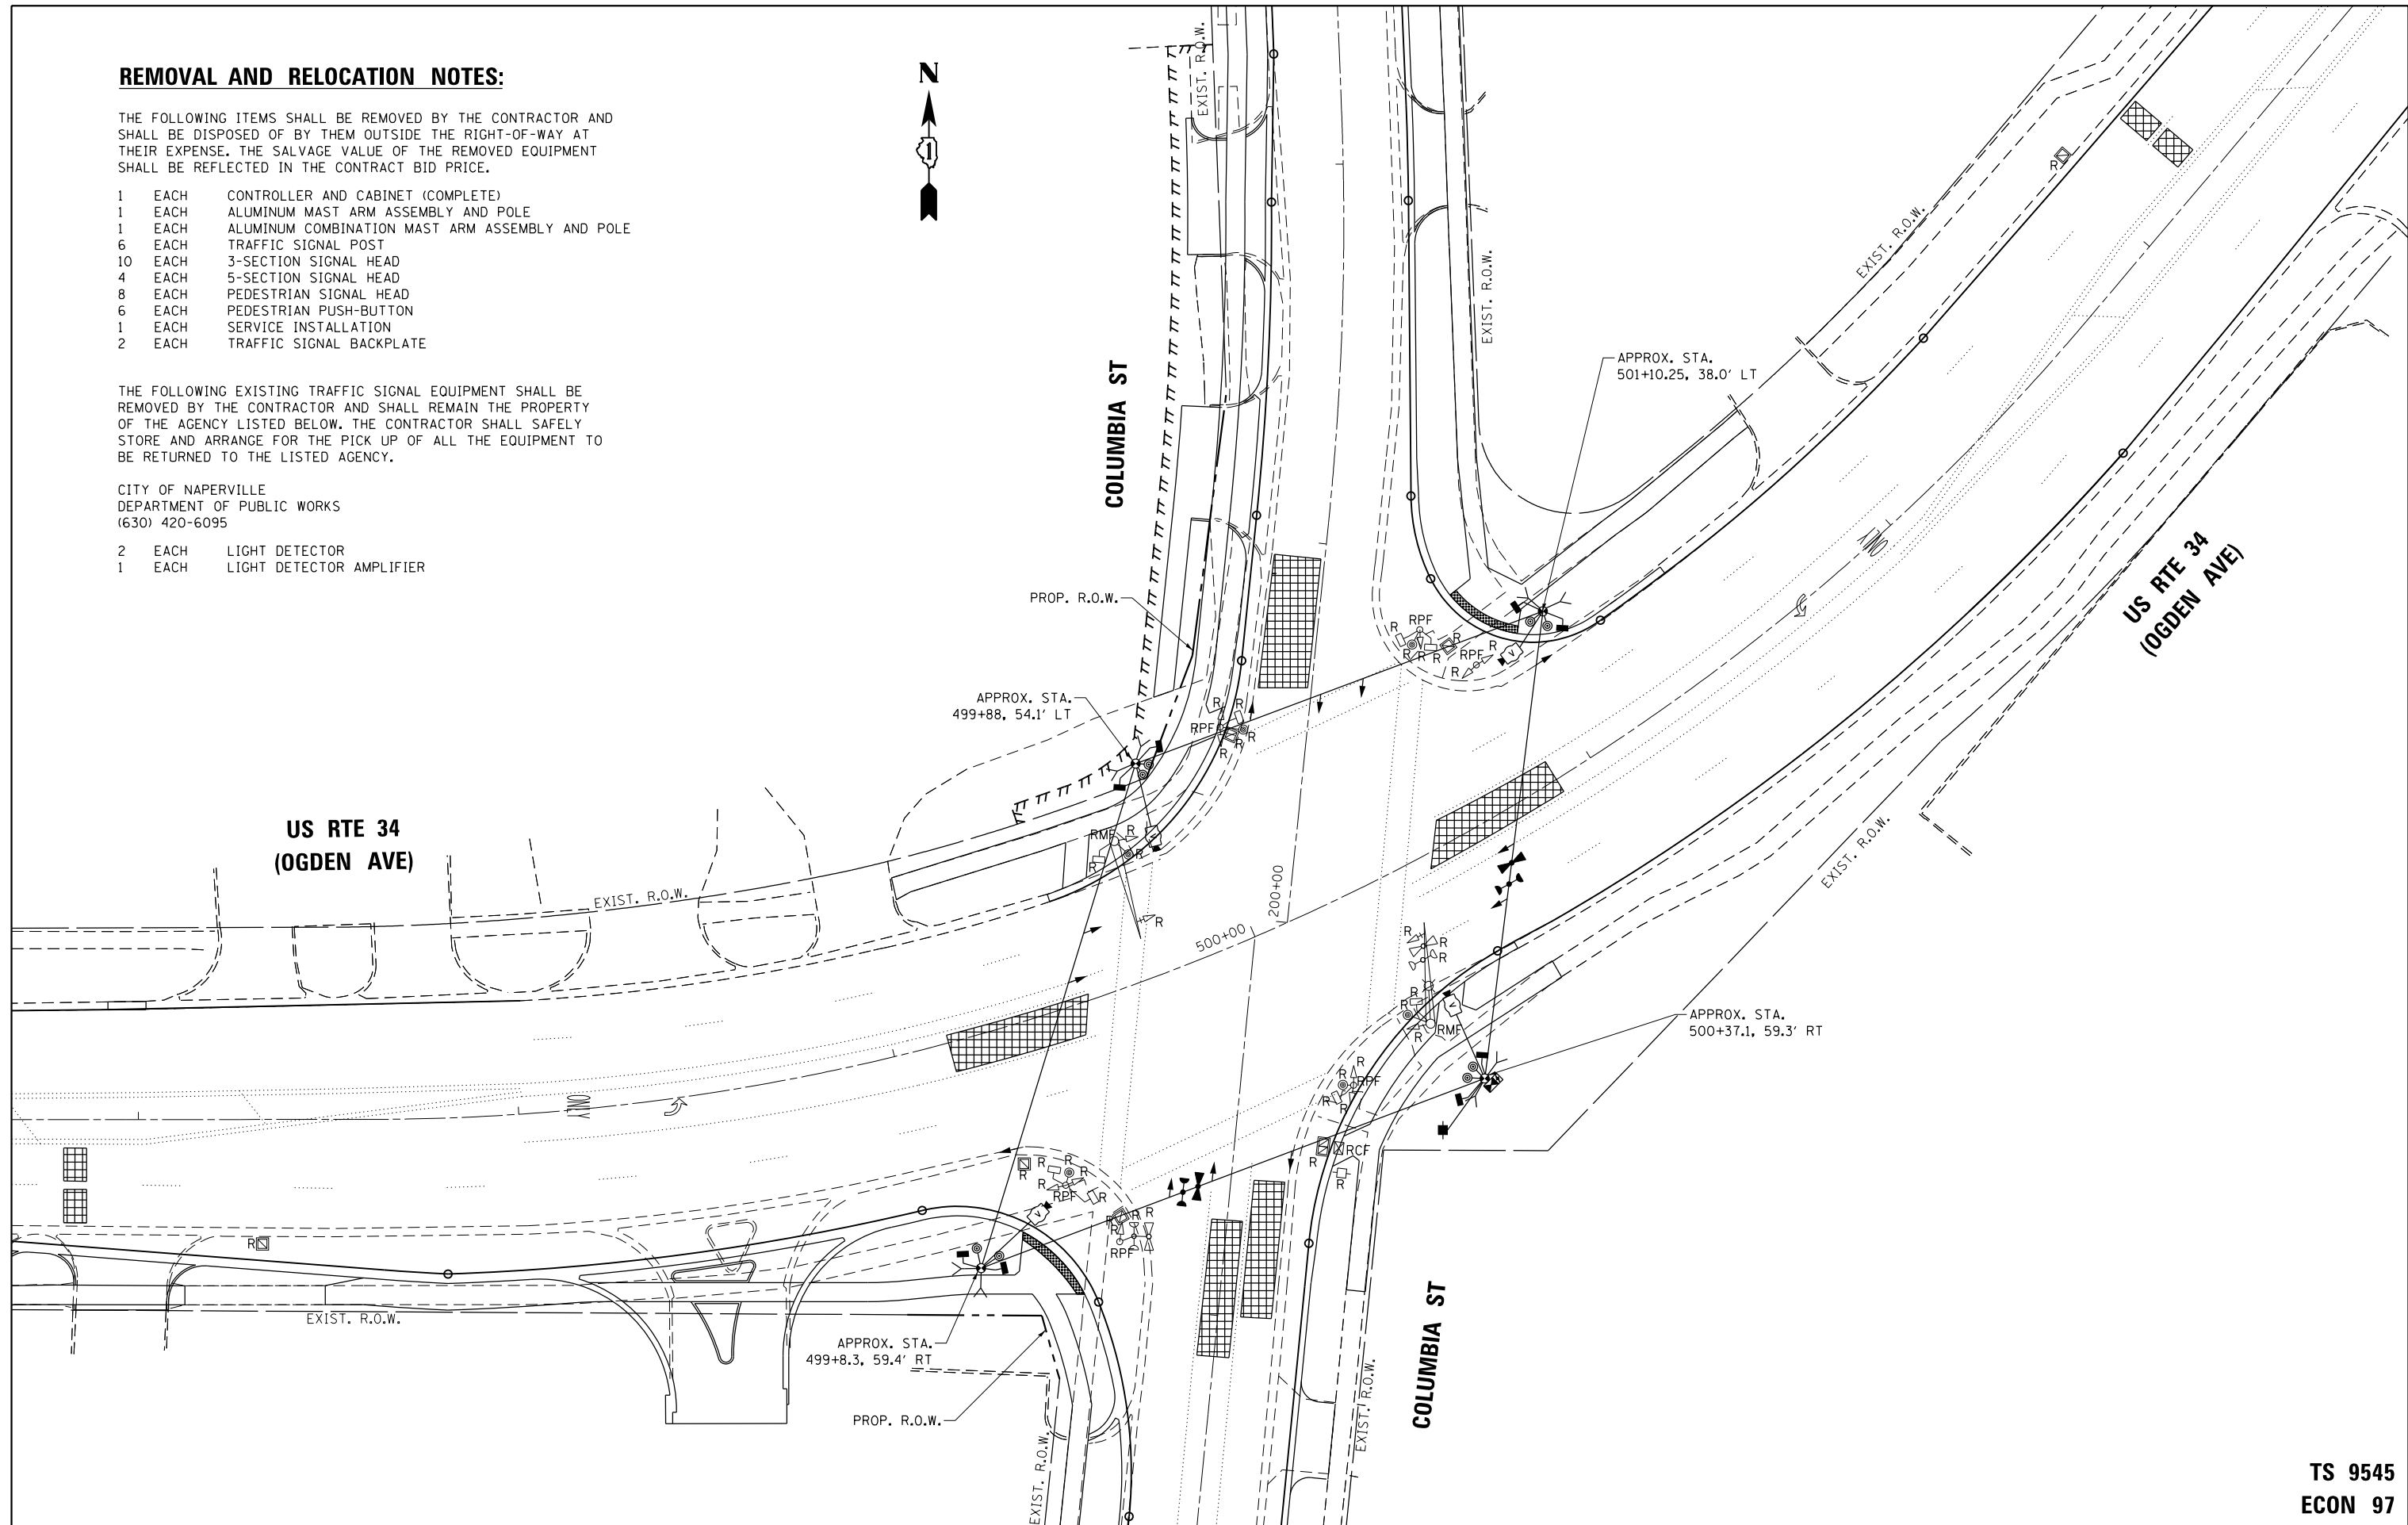 REMOVAL AND RELOCATION NOTES:
THE FOLLOWING ITEMS SHALL BE REMOVED BY THE CONTRACTOR AND
SHALL BE DISPOSED OF BY THEM OUTSIDE THE RIGHT-OF-WAY AT
THEIR EXPENSE. THE SALVAGE VALUE OF THE REMOVED EQUIPMENT
SHALL BE REFLECTED IN THE CONTRACT BID PRICE.
1 EACH CONTROLLER AND CABINET (COMPLETE)
1 EACH ALUMINUM MAST ARM ASSEMBLY AND POLE
1 EACH ALUMINUM COMBINATION MAST ARM ASSEMBLY AND POLE
6 EACH TRAFFIC SIGNAL POST
10 EACH 3-SECTION SIGNAL HEAD
4 EACH 5-SECTION SIGNAL HEAD
8 EACH PEDESTRIAN SIGNAL HEAD
6 EACH PEDESTRIAN PUSH-BUTTON
1 EACH SERVICE INSTALLATION
2 EACH TRAFFIC SIGNAL BACKPLATE
THE FOLLOWING EXISTING TRAFFIC SIGNAL EQUIPMENT SHALL BE
REMOVED BY THE CONTRACTOR AND SHALL REMAIN THE PROPERTY
OF THE AGENCY LISTED BELOW. THE CONTRACTOR SHALL SAFELY
STORE AND ARRANGE FOR THE PICK UP OF ALL THE EQUIPMENT TO
BE RETURNED TO THE LISTED AGENCY.
CITY OF NAPERVILLE
DEPARTMENT OF PUBLIC WORKS
(630) 420-6095
2 EACH LIGHT DETECTOR
1 EACH LIGHT DETECTOR AMPLIFIER
N
1
EXIST. R.O.W.
EXIST. R.O.W.
EXIST. R.O.W.
R
COLUMBIA ST
APPROX. STA.
501+10.25, 38.0' LT
US RTE 34
(OGDEN AVE)
ONLY
PROP. R.O.W.
R
RPF
R
R
R
R
RPF
R
R
APPROX. STA.
499+88, 54.1' LT
R
R
RPF
R
R
R
US RTE 34
(OGDEN AVE)
RMF
R
R
R
R
EXIST. R.O.W.
EXIST. R.O.W.
200+00
500+00
R
R
R
R
R
RMF
R
APPROX. STA.
500+37.1, 59.3' RT
R
R
RPF
R
R
RCF
R
R
ONLY
R
R
R
R
R
RPF
R
R
R
R
RPF
R
EXIST. R.O.W.
APPROX. STA.
499+8.3, 59.4' RT
PROP. R.O.W.
EXIST. R.O.W.
EXIST. R.O.W.
COLUMBIA ST
TS 9545
ECON 97